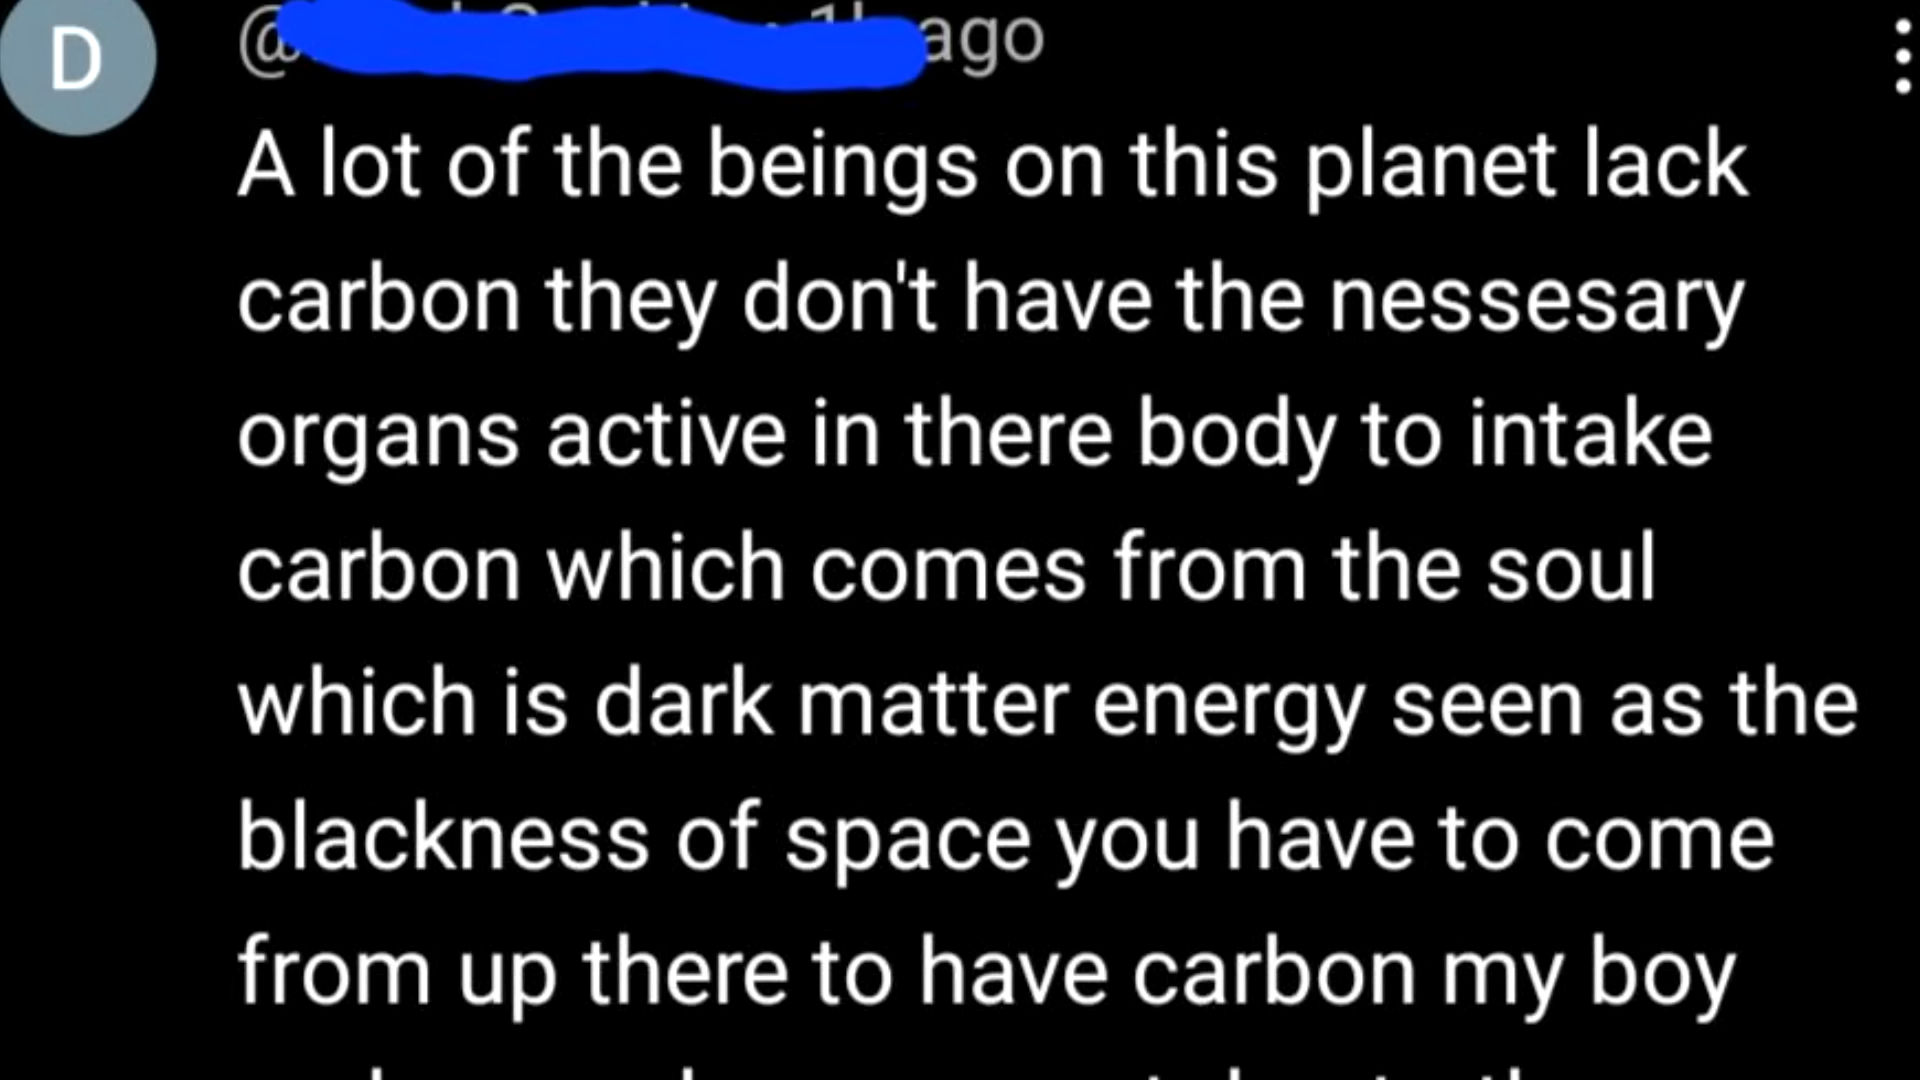 D
@ ago
A lot of the beings on this planet lack
carbon they don't have the nessesary
organs active in there body to intake
carbon which comes from the soul
which is dark matter energy seen as the
blackness of space you have to come
from up there to have carbon my boy